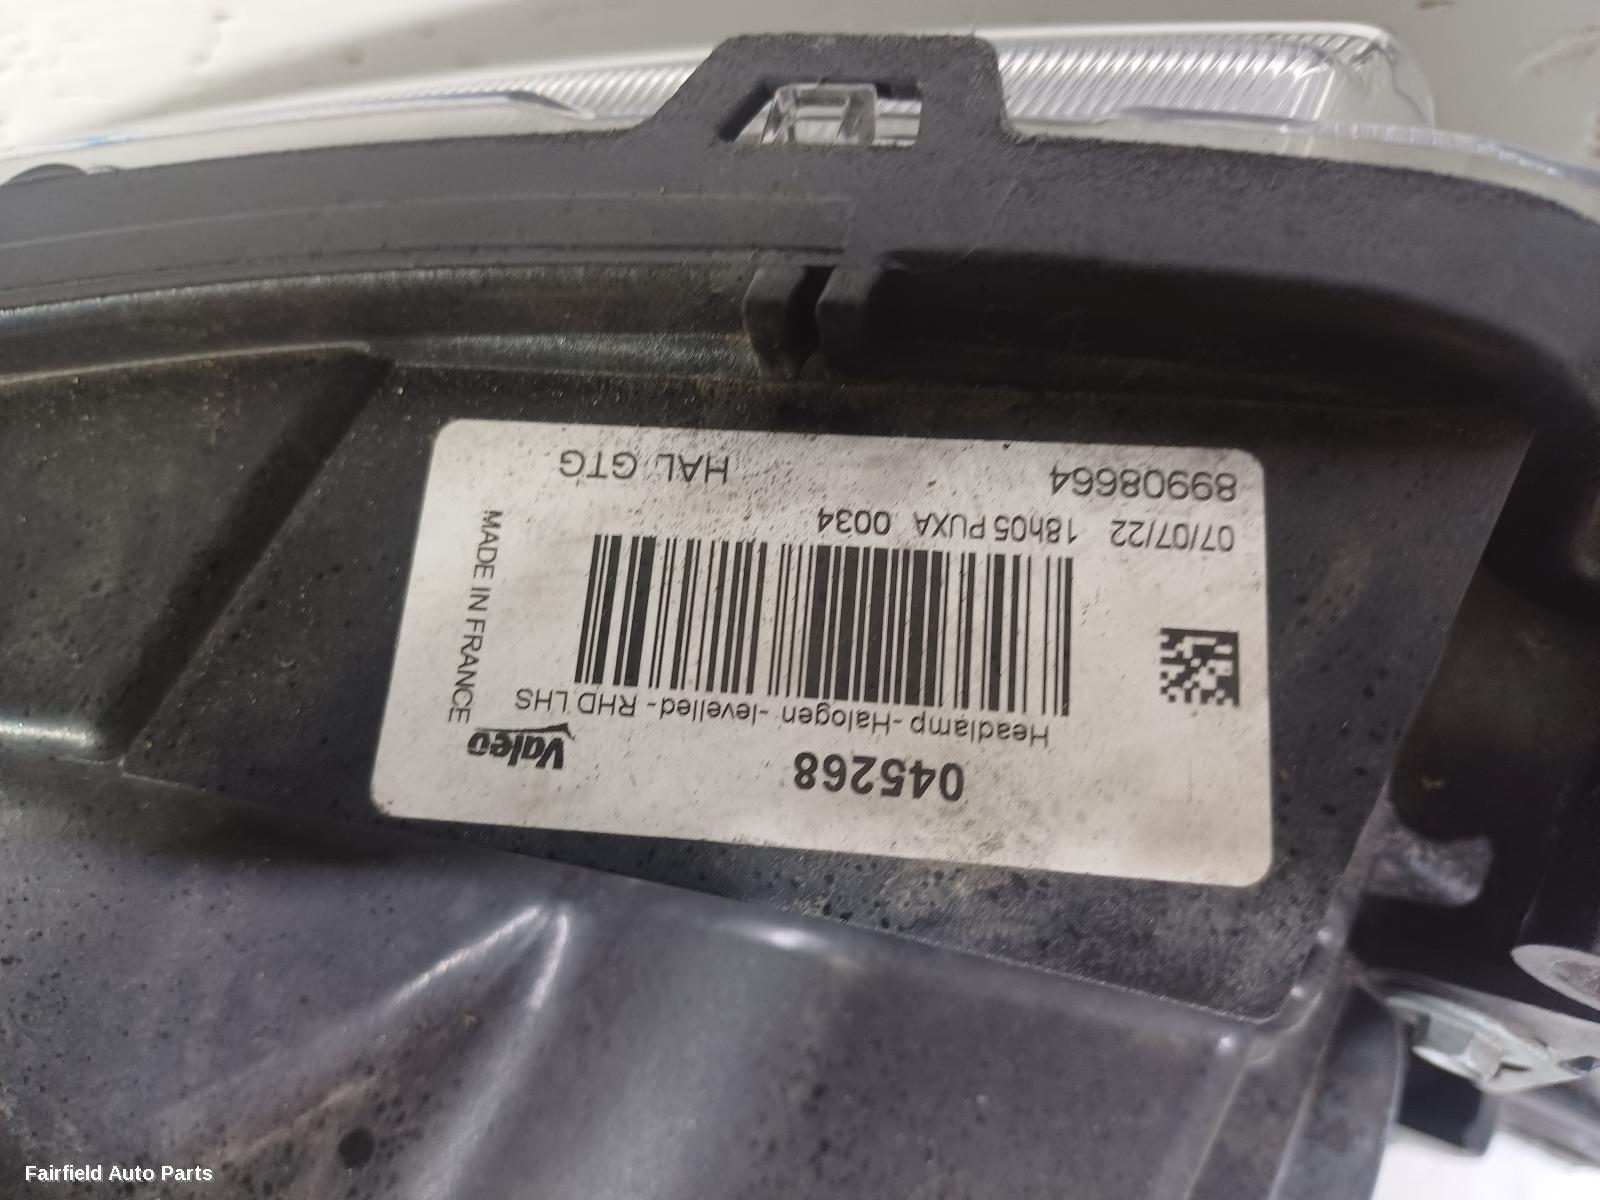 045268
Valeo
Headlamp -Halogen -levelled - RHD LHS
MADE IN FRANCE
07/07/22 18h05 PUXA 0034
89908664 HAL GTG
Fairfield Auto Parts